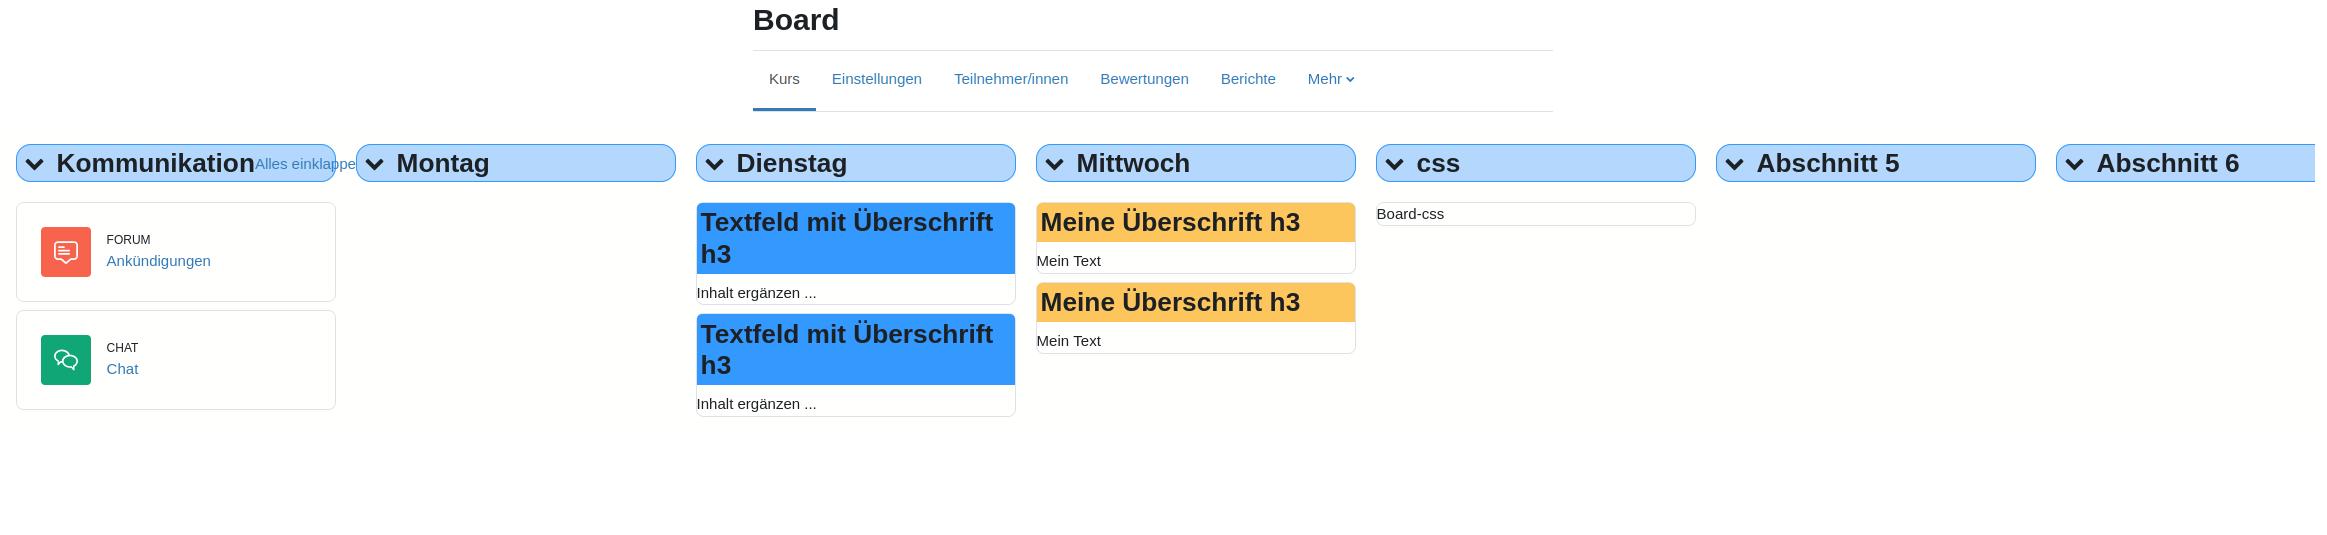 Board
Kurs Einstellungen Teilnehmer/innen Bewertungen Berichte Mehr
Kommunikation Alles einklappe
FORUM
Ankündigungen
CHAT
Chat
Montag
Dienstag
Textfeld mit Überschrift
h3
Inhalt ergänzen ...
Textfeld mit Überschrift
h3
Inhalt ergänzen ...
Mittwoch
Meine Überschrift h3
Mein Text
Meine Überschrift h3
Mein Text
css
Board-css
Abschnitt 5
Abschnitt 6